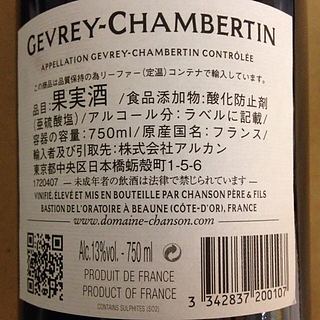 GEVREY-CHAMBERTIN
APPELLATION GEVREY-CHAMBERTIN CONTRÔLÉE
この商品は品質保持の為リーファー(定温)コンテナで輸入しています。
品目:果実酒/食品添加物:酸化防止剤
(亜硫酸塩)/アルコール分:ラベルに記載/
容器の容量:750ml/原産国名:フランス/
輸入者及び引取先:株式会社アルカン
東京都中央区日本橋蛎殻町1-5-6
1720407 ― 未成年者の飲酒は法律で禁じられています ―
VINIFIÉ, ÉLEVÉ ET MIS EN BOUTEILLE PAR CHANSON PÈRE & FILS
BASTION DE L'ORATOIRE À BEAUNE (CÔTE-D'OR), FRANCE
www.domaine-chanson.com
Alc.13%vol. - 750 ml
PRODUIT DE FRANCE
PRODUCT OF FRANCE
CONTAINS SULPHITES (SO2)
3 342837 200107